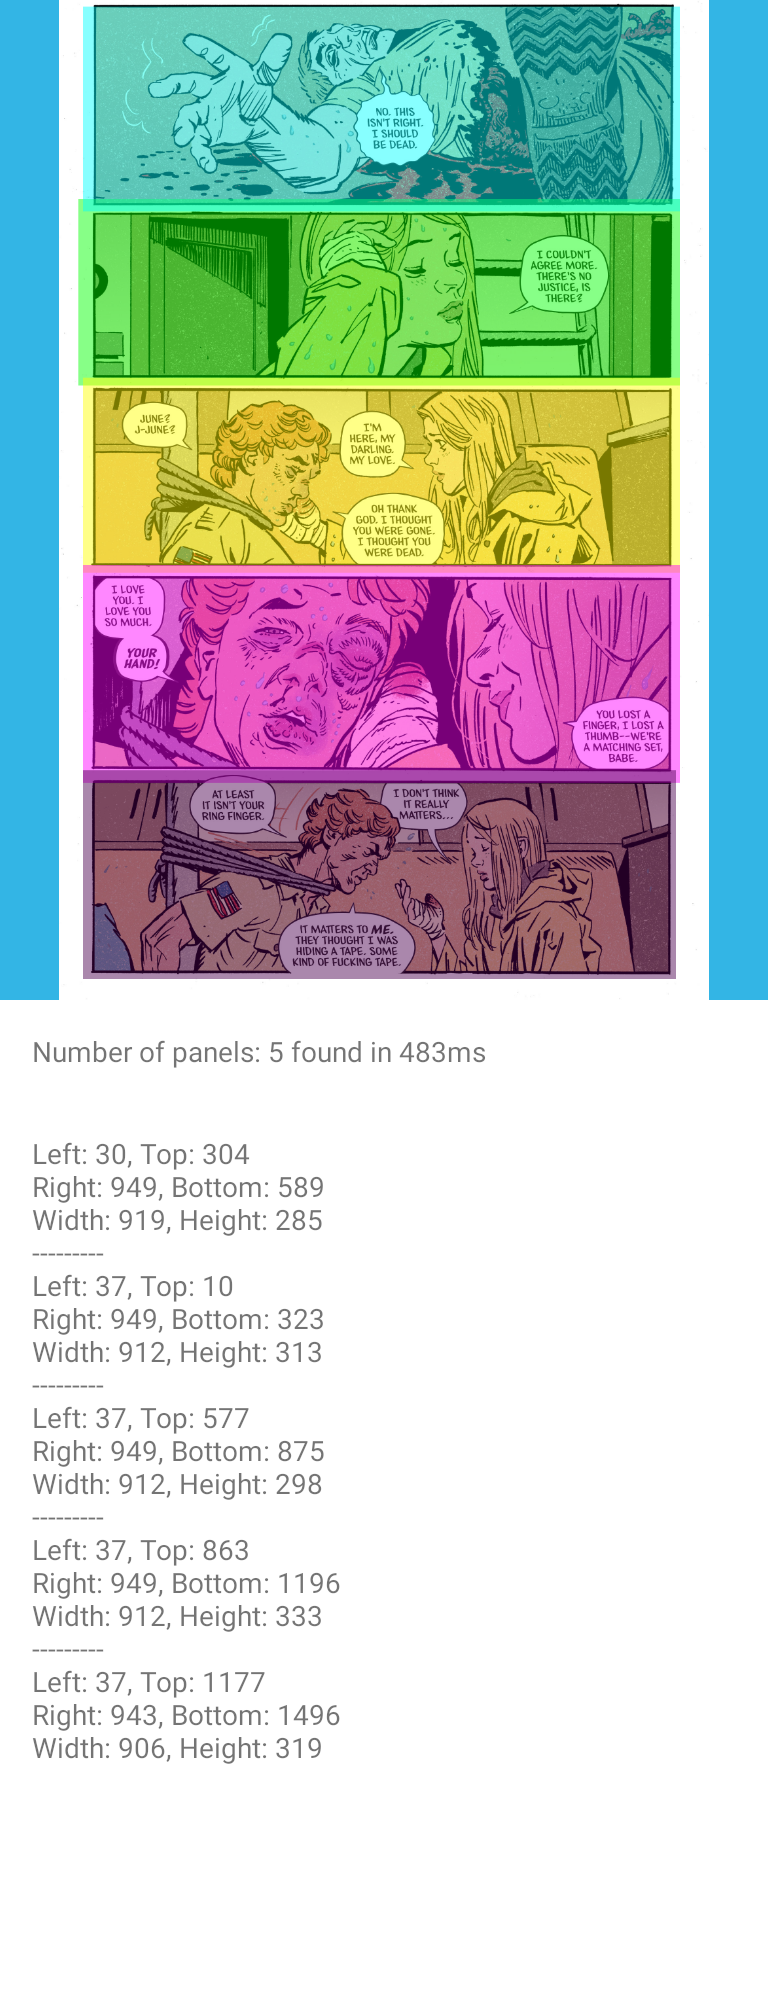 NO. THIS
ISN'T RIGHT.
I SHOULD
BE DEAD.
I COULDN'T
AGREE MORE.
THERE'S NO
JUSTICE, IS
THERE?
JUNE?
J-JUNE?
I'M
HERE, MY
DARLING.
MY LOVE.
OH THANK
GOD. I THOUGHT
YOU WERE GONE.
I THOUGHT YOU
WERE DEAD.
I LOVE
YOU. I
LOVE YOU
SO MUCH.
YOUR
HAND!
YOU LOST A
FINGER, I LOST A
THUMB--WE'RE
A MATCHING SET,
BABE.
AT LEAST
IT ISN'T YOUR
RING FINGER.
I DON'T THINK
IT REALLY
MATTERS...
IT MATTERS TO ME.
THEY THOUGHT I WAS
HIDING A TAPE. SOME
KIND OF FUCKING TAPE.
Number of panels: 5 found in 483ms
Left: 30, Top: 304
Right: 949, Bottom: 589
Width: 919, Height: 285
---------
Left: 37, Top: 10
Right: 949, Bottom: 323
Width: 912, Height: 313
---------
Left: 37, Top: 577
Right: 949, Bottom: 875
Width: 912, Height: 298
---------
Left: 37, Top: 863
Right: 949, Bottom: 1196
Width: 912, Height: 333
---------
Left: 37, Top: 1177
Right: 943, Bottom: 1496
Width: 906, Height: 319